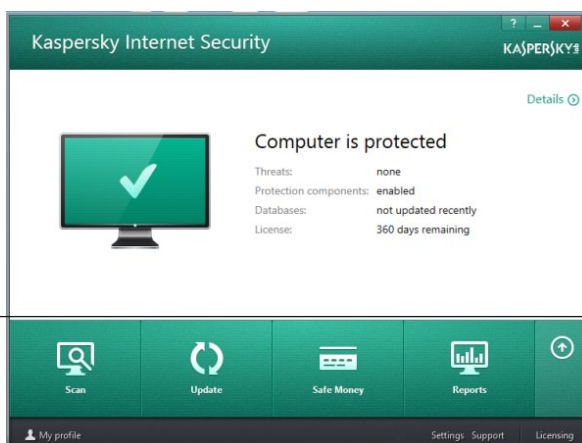 ?
Kaspersky Internet Security
KASPERSKY lab
Details
Computer is protected
Threats: none
Protection components: enabled
Databases: not updated recently
License: 360 days remaining
Scan Update Safe Money Reports
My profile Settings Support Licensing